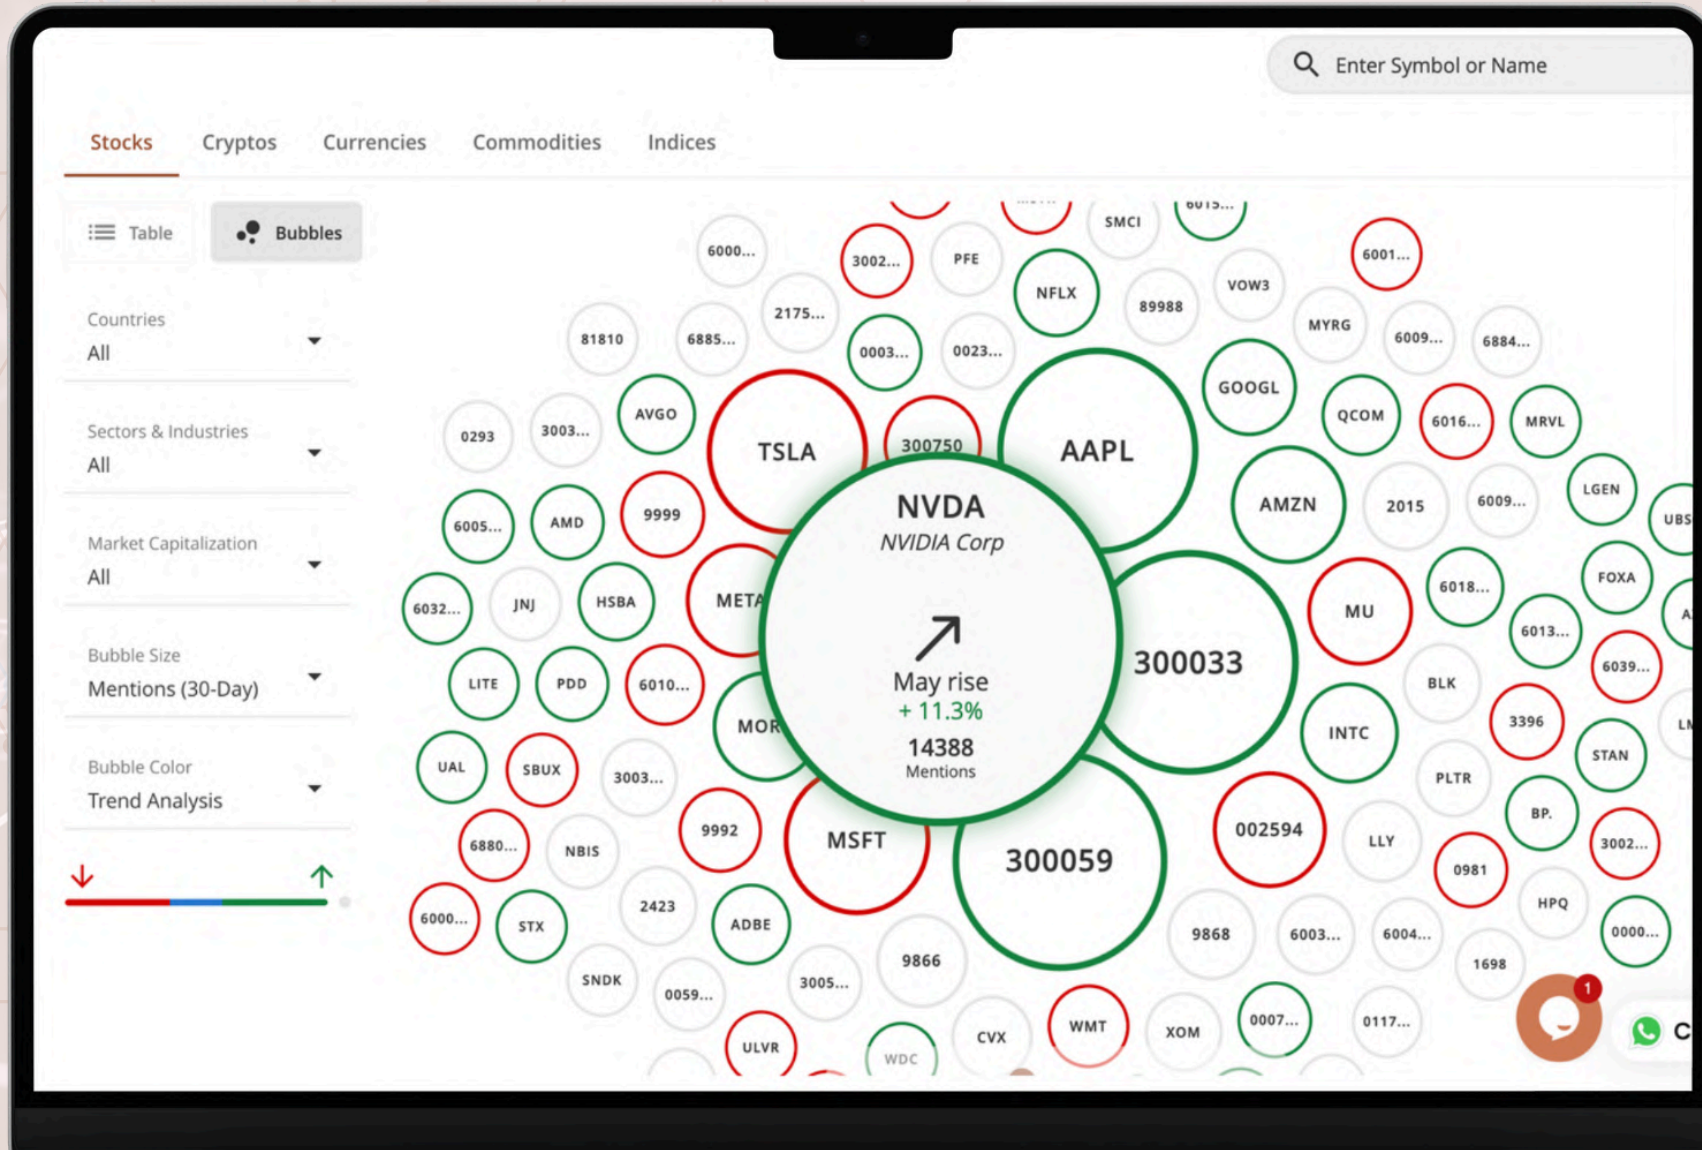 Enter Symbol or Name
Stocks Cryptos Currencies Commodities Indices
Table Bubbles
Countries
All
Sectors & Industries
All
Market Capitalization
All
Bubble Size
Mentions (30-Day)
Bubble Color
Trend Analysis
6015...
SMCI
6000...
3002...
PFE
6001...
NFLX
VOW3
89988
2175...
MYRG
81810
6885...
0003...
0023...
6009...
6884...
GOOGL
AVGO
QCOM
6016...
MRVL
0293
3003...
TSLA
300750
AAPL
LGEN
6005...
AMD
9999
NVDA
NVIDIA Corp
AMZN
2015
6009...
UBS
FOXA
6032...
JNJ
HSBA
META
MU
6018...
6013...
LITE
PDD
6010...
May rise
+ 11.3%
14388
Mentions
300033
BLK
6039...
MOR
INTC
3396
STAN
UAL
SBUX
3003...
PLTR
BP.
6880...
NBIS
9992
MSFT
300059
002594
LLY
3002...
0981
6000...
STX
2423
ADBE
9866
9868
6003...
6004...
HPQ
0000...
1698
SNDK
0059...
3005...
1
ULVR
WDC
CVX
WMT
XOM
0007...
0117...